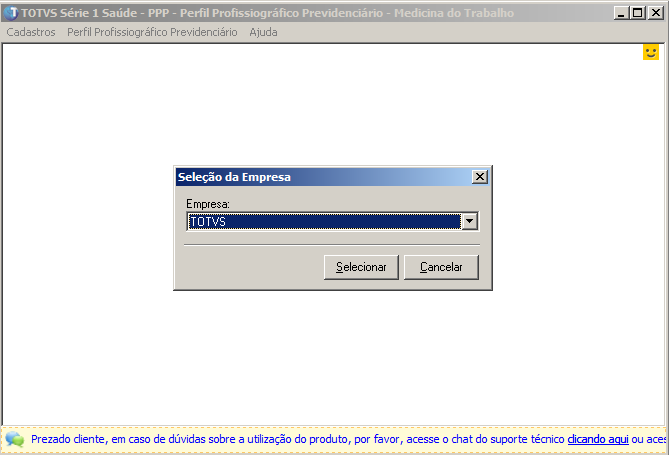 TOTVS Série 1 Saúde - PPP - Perfil Profissiográfico Previdenciário - Medicina do Trabalho
Cadastros Perfil Profissiográfico Previdenciário Ajuda
Seleção da Empresa
Empresa:
TOTVS
Selecionar Cancelar
Prezado cliente, em caso de dúvidas sobre a utilização do produto, por favor, acesse o chat do suporte técnico clicando aqui ou aces